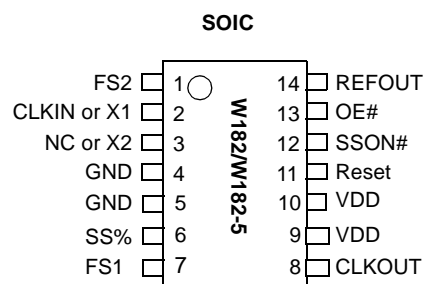 SOIC
FS2 1 14 REFOUT
CLKIN or X1 2 13 OE#
NC or X2 3 12 SSON#
GND 4 11 Reset
GND 5 10 VDD
SS% 6 9 VDD
FS1 7 8 CLKOUT
W182/W182-5